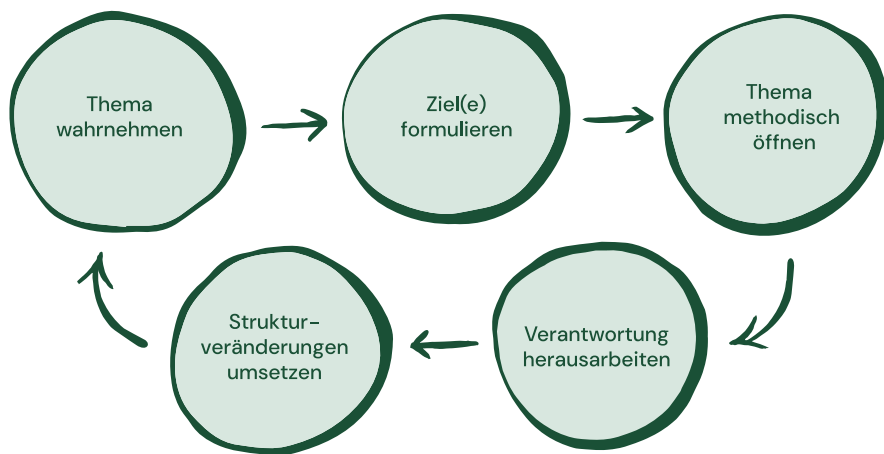 Thema
wahrnehmen
Ziel(e)
formulieren
Thema
methodisch
öffnen
Verantwortung
herausarbeiten
Struktur-
veränderungen
umsetzen